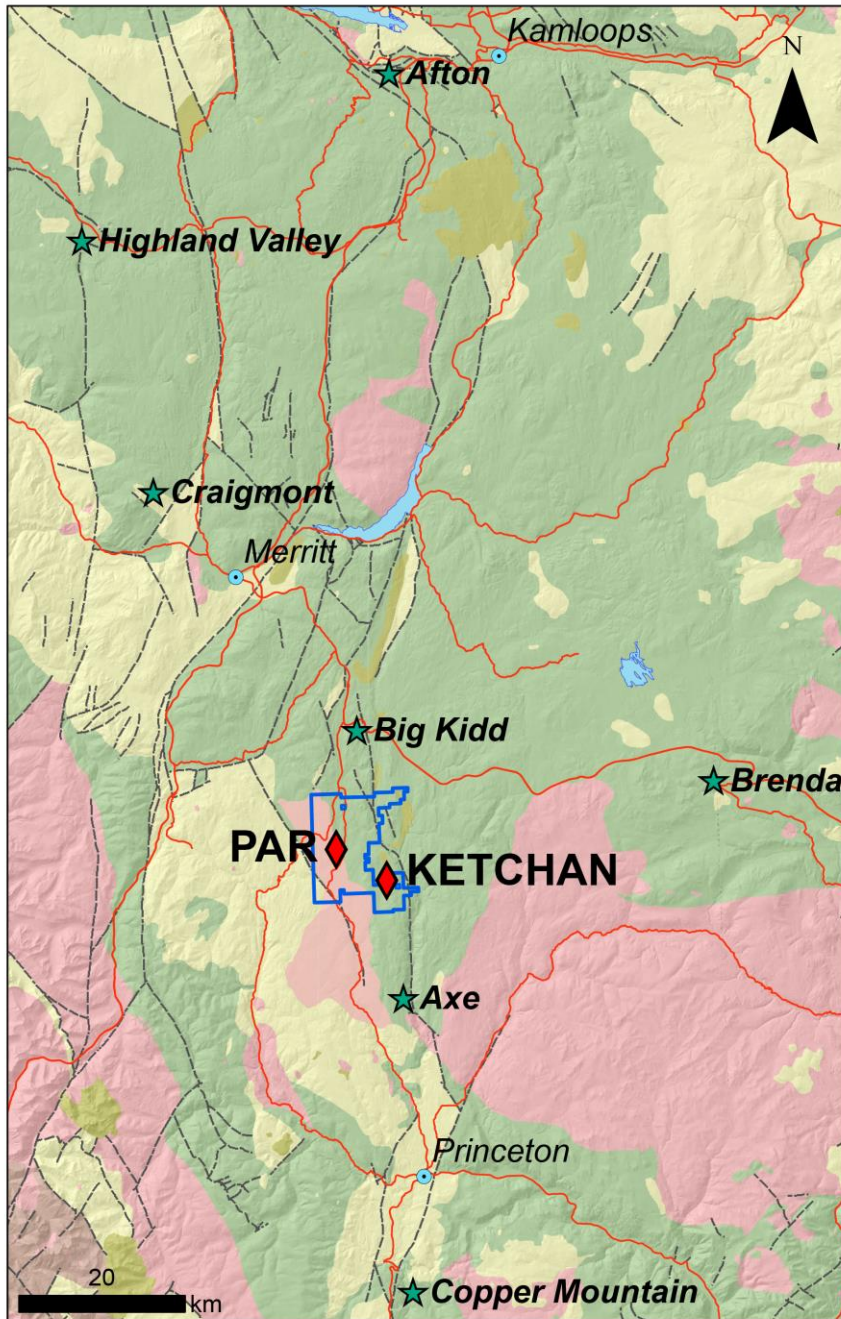 Kamloops
N
Afton
Highland Valley
Craigmont
Merritt
Big Kidd
Brenda
PAR
KETCHAN
Axe
Princeton
20
km
Copper Mountain